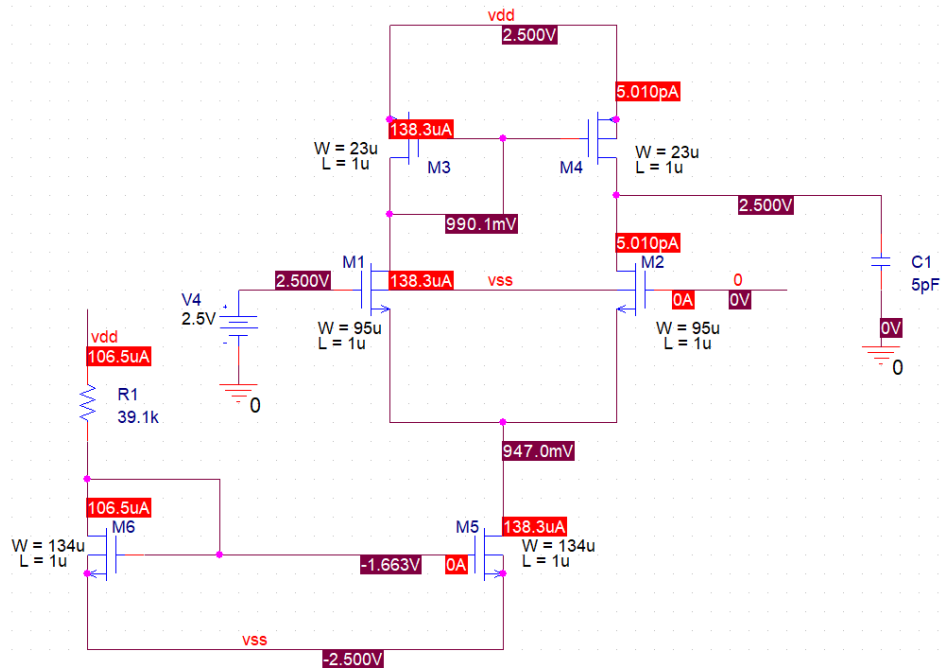 vdd
2.500V
5.010pA
138.3uA
W = 23u
L = 1u
M3
M4
W = 23u
L = 1u
990.1mV
2.500V
5.010pA
M1
M2
2.500V
138.3uA
vss
0
0A
0V
C1
5pF
V4
2.5V
W = 95u
L = 1u
W = 95u
L = 1u
0V
0
vdd
106.5uA
R1
39.1k
0
947.0mV
106.5uA
M6
M5
138.3uA
W = 134u
L = 1u
W = 134u
L = 1u
-1.663V
0A
vss
-2.500V